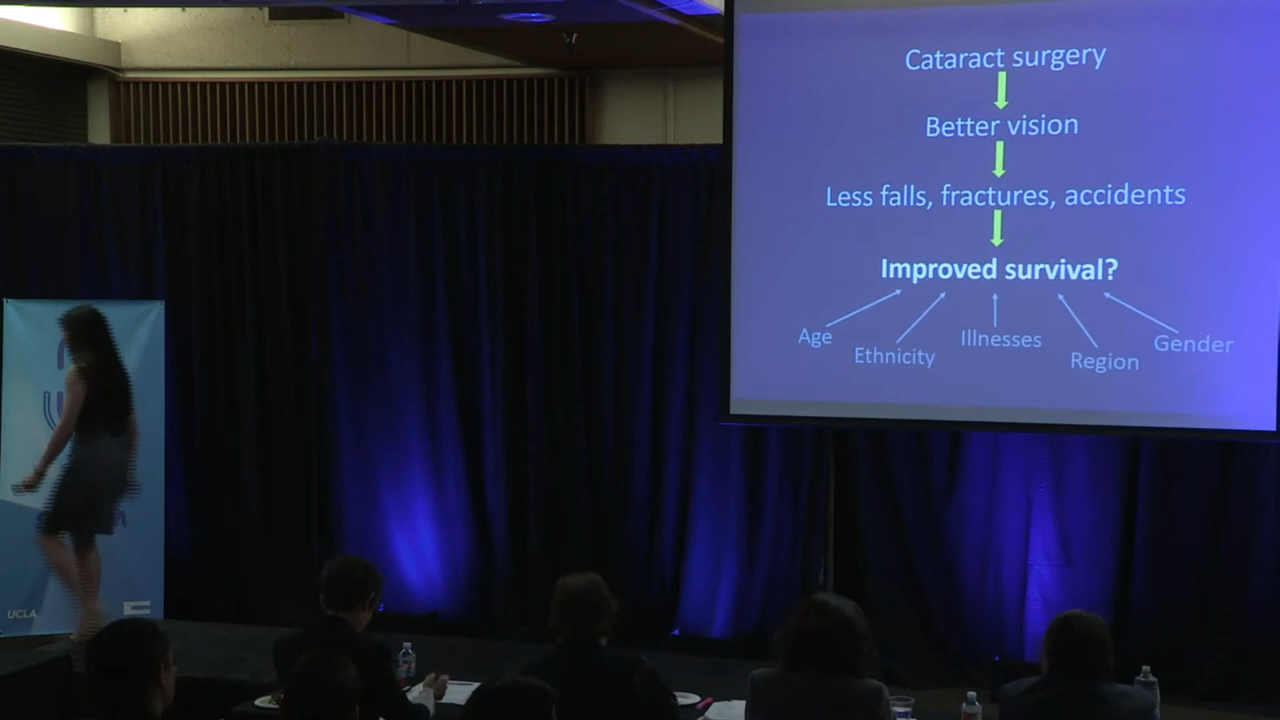 Cataract surgery
Better vision
Less falls, fractures, accidents
Improved survival?
Age
Ethnicity
Illnesses
Region
Gender
UCLA